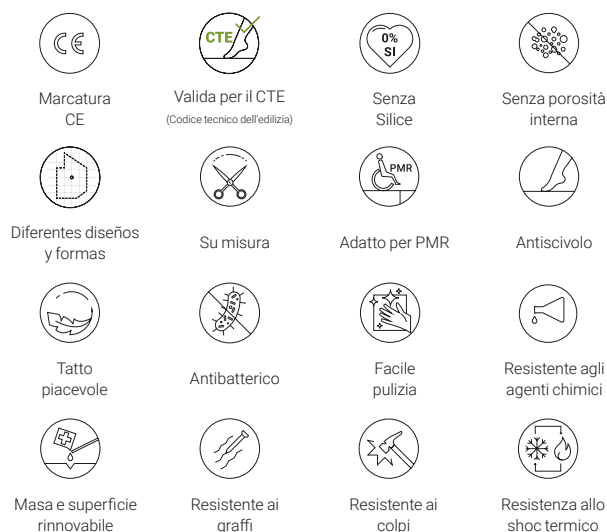 CE
Marcatura
CE
CTE
Valida per il CTE
(Codice tecnico dell'edilizia)
0%
SI
Senza
Silice
Senza porosità
interna
Diferentes diseños
y formas
Su misura
PMR
Adatto per PMR
Antiscivolo
Tatto
piacevole
Antibatterico
Facile
pulizia
Resistente agli
agenti chimici
Masa e superficie
rinnovabile
Resistente ai
graffi
Resistente ai
colpi
Resistenza allo
shoc termico